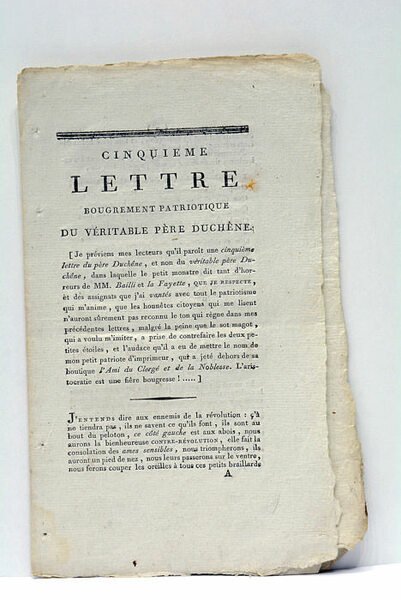 CINQUIEME
LETTRE
BOUGREMENT PATRIOTIQUE
DU VÉRITABLE PÈRE DUCHÊNE.
[Je préviens mes lecteurs qu'il paroît une cinquième
lettre du père Duchêne, et non du véritable père Du-
chêne, dans laquelle le petit monstre dit tant d'hor-
reurs de MM. Bailli et la Fayette, QUE JE RESPECTE,
et des assignats que j'ai vantés avec tout le patriotisme
qui m'anime, que les honnêtes citoyens qui me lisent
n'auront sûrement pas reconnu le ton qui règne dans mes
précédentes lettres, malgré la peine que le sot magot,
qui a voulu m'imiter, a prise de contrefaire les deux pe-
tites étoiles, et l'audace qu'il a eu de mettre le nom de
mon petit patriote d'imprimeur, qui a jeté dehors de sa
boutique l'Ami du Clergé et de la Noblesse. L'aris-
tocratie est une fière bougresse !.....]
J'ENTENDS dire aux ennemis de la révolution : ç'à
ne tiendra pas, ils ne savent ce qu'ils font, ils sont au
bout du peloton, ce côté gauche est aux abois, nous
aurons la bienheureuse CONTRE-RÉVOLUTION, elle fait la
consolation des ames sensibles, nous triompherons, ils
auront un pied de nez, nous leurs passerons sur le ventre,
nous ferons couper les oreilles à tous ces petits braillards
A